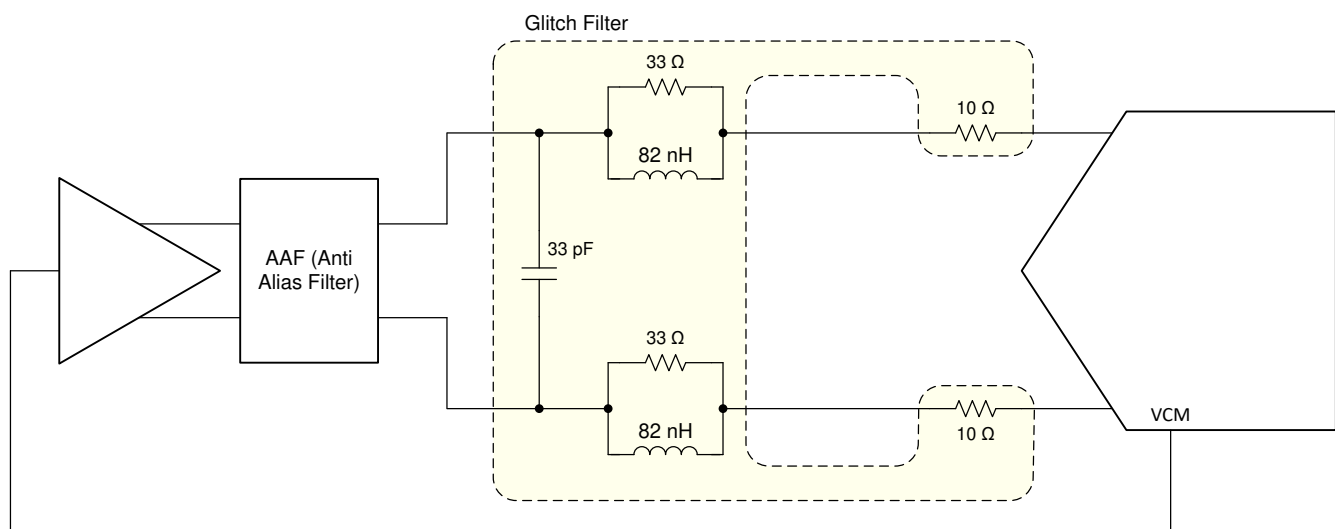 Glitch Filter
33 Ω
10 Ω
82 nH
AAF (Anti
Alias Filter)
33 pF
33 Ω
10 Ω
82 nH
VCM